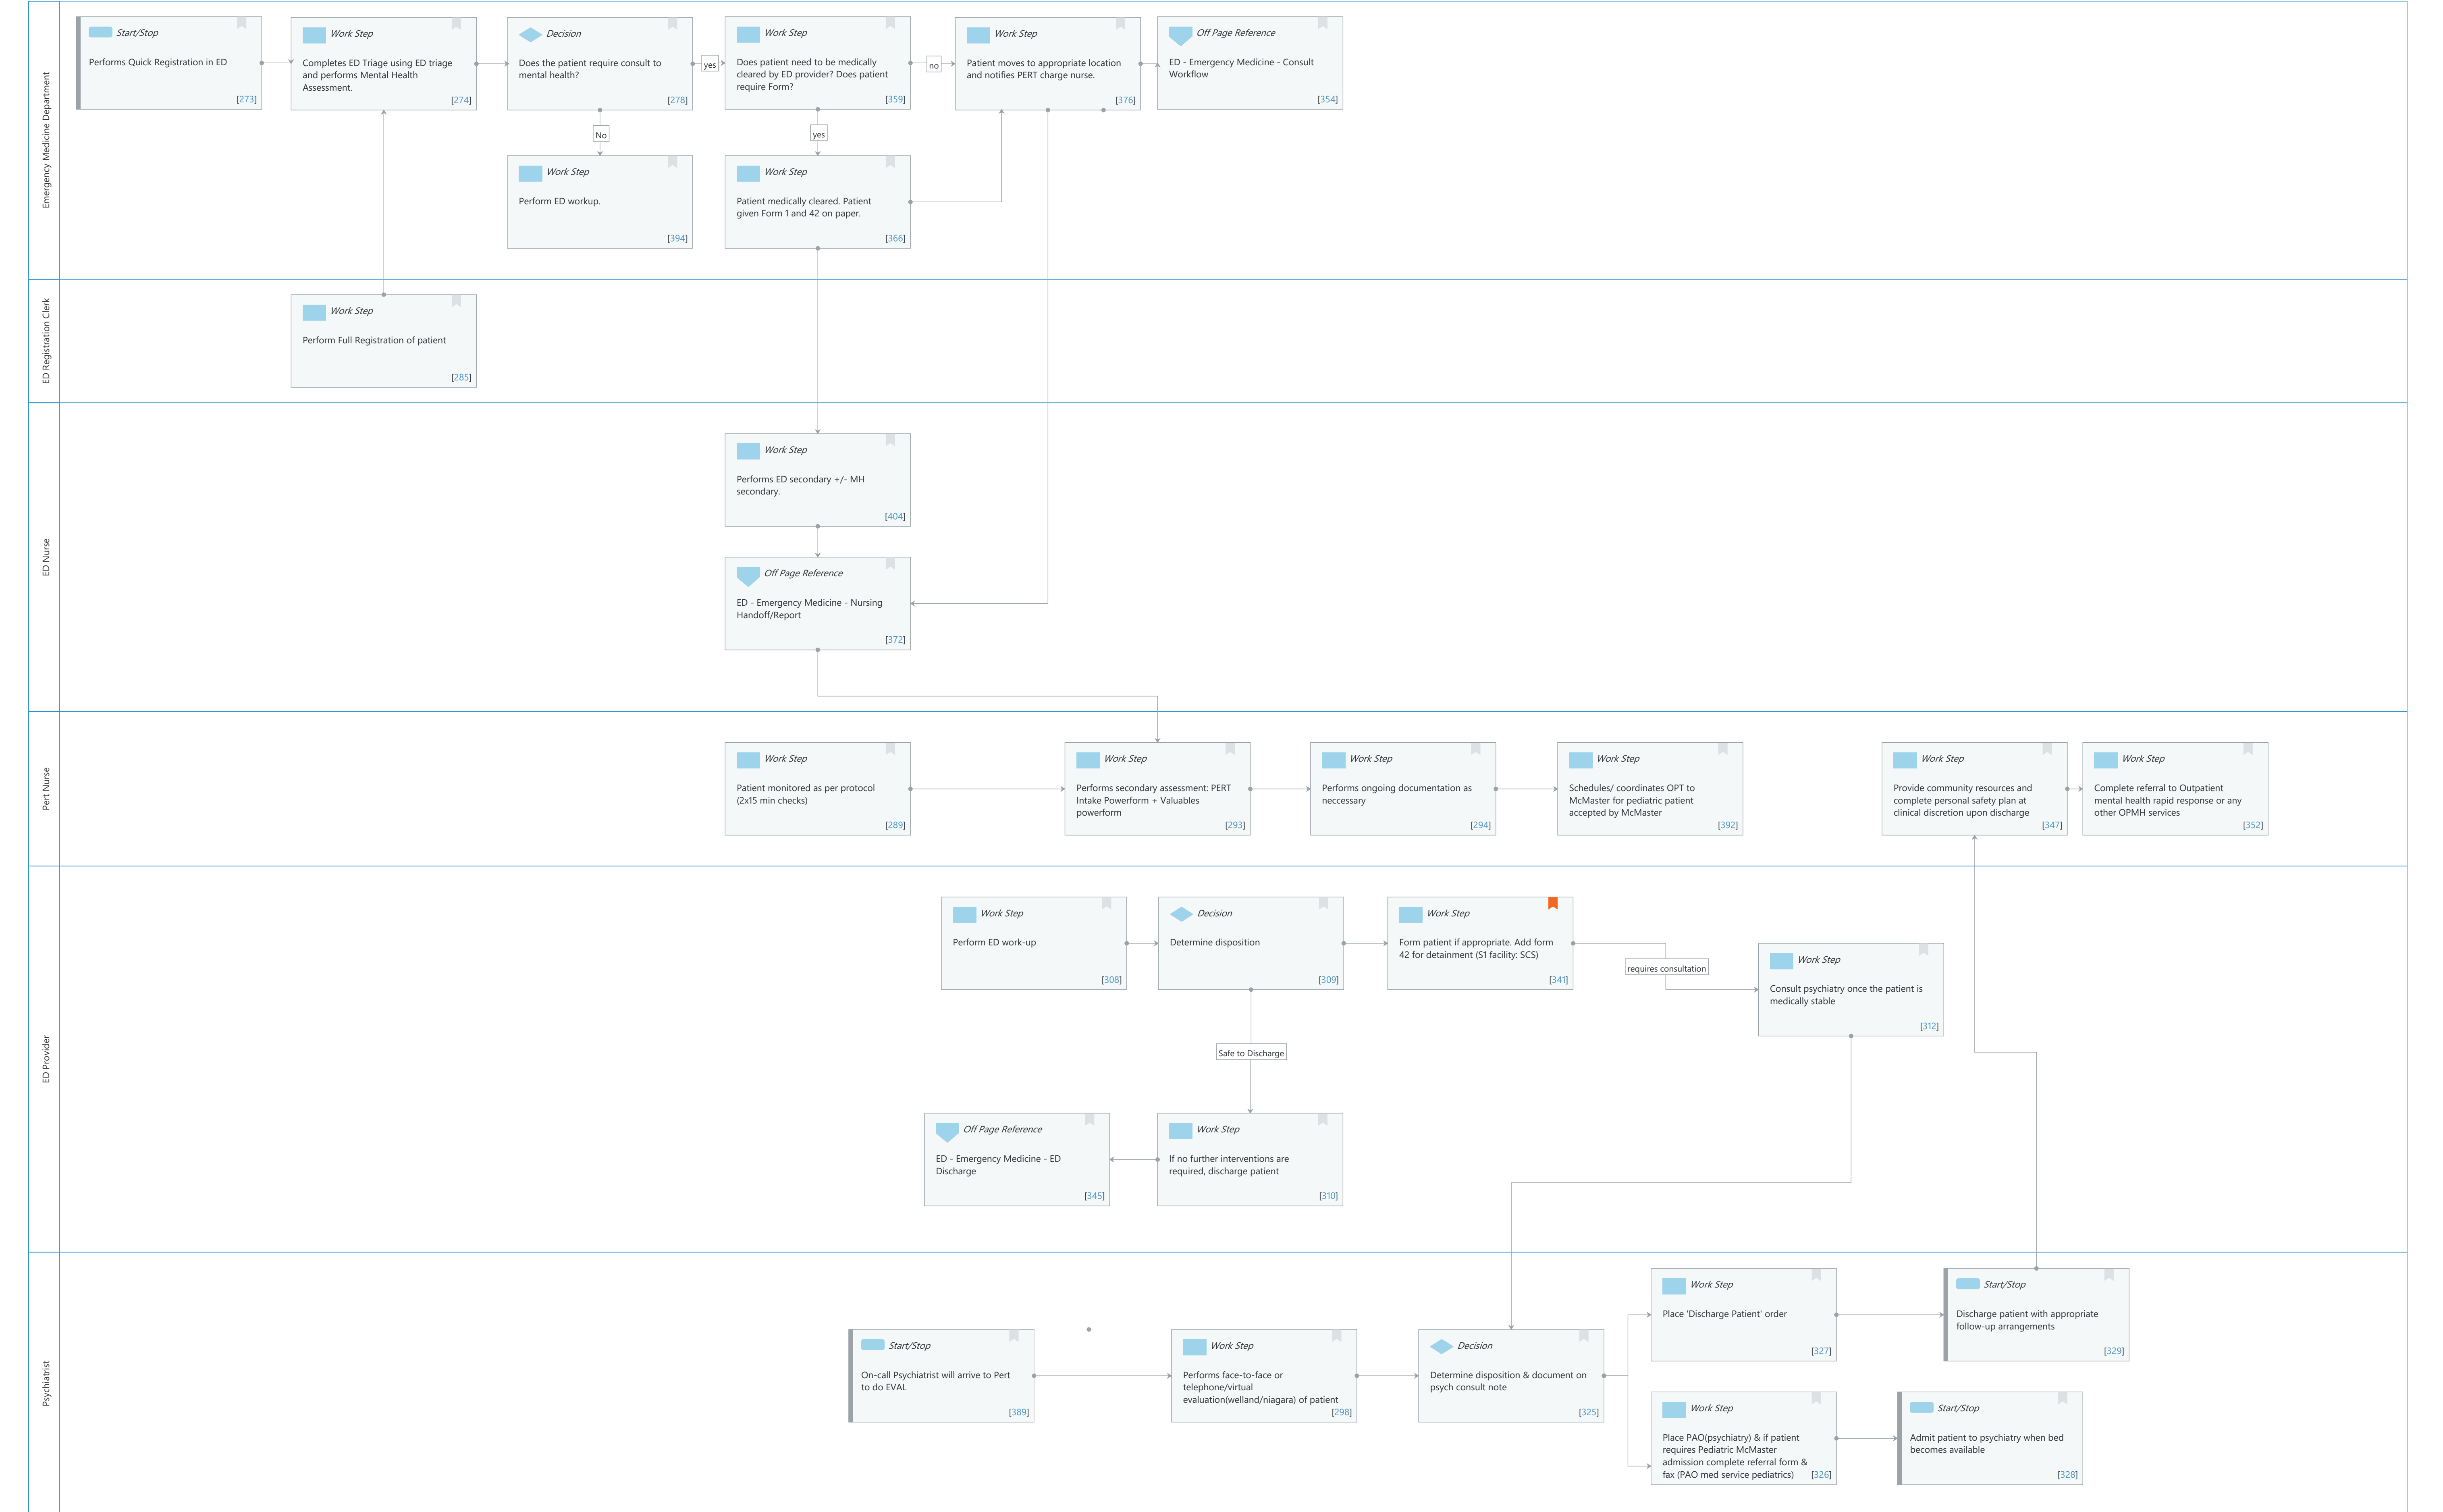 Emergency Medicine Department
Start/Stop
Performs Quick Registration in ED
[273]
Work Step
Completes ED Triage using ED triage
and performs Mental Health
Assessment.
[274]
Decision
Does the patient require consult to
mental health?
[278]
yes
Work Step
Does patient need to be medically
cleared by ED provider? Does patient
require Form?
[359]
no
Work Step
Patient moves to appropriate location
and notifies PERT charge nurse.
[376]
Off Page Reference
ED - Emergency Medicine - Consult
Workflow
[354]
No
yes
Work Step
Perform ED workup.
[394]
Work Step
Patient medically cleared. Patient
given Form 1 and 42 on paper.
[366]
ED Registration Clerk
Work Step
Perform Full Registration of patient
[285]
ED Nurse
Work Step
Performs ED secondary +/- MH
secondary.
[404]
Off Page Reference
ED - Emergency Medicine - Nursing
Handoff/Report
[372]
Pert Nurse
Work Step
Patient monitored as per protocol
(2x15 min checks)
[289]
Work Step
Performs secondary assessment: PERT
Intake Powerform + Valuables
powerform
[293]
Work Step
Performs ongoing documentation as
neccessary
[294]
Work Step
Schedules/ coordinates OPT to
McMaster for pediatric patient
accepted by McMaster
[392]
Work Step
Provide community resources and
complete personal safety plan at
clinical discretion upon discharge
[347]
Work Step
Complete referral to Outpatient
mental health rapid response or any
other OPMH services
[352]
ED Provider
Work Step
Perform ED work-up
[308]
Decision
Determine disposition
[309]
Work Step
Form patient if appropriate. Add form
42 for detainment (S1 facility: SCS)
[341]
requires consultation
Work Step
Consult psychiatry once the patient is
medically stable
[312]
Safe to Discharge
Off Page Reference
ED - Emergency Medicine - ED
Discharge
[345]
Work Step
If no further interventions are
required, discharge patient
[310]
Psychiatrist
Start/Stop
On-call Psychiatrist will arrive to Pert
to do EVAL
[389]
Work Step
Performs face-to-face or
telephone/virtual
evaluation(welland/niagara) of patient
[298]
Decision
Determine disposition & document on
psych consult note
[325]
Work Step
Place 'Discharge Patient' order
[327]
Start/Stop
Discharge patient with appropriate
follow-up arrangements
[329]
Work Step
Place PAO(psychiatry) & if patient
requires Pediatric McMaster
admission complete referral form &
fax (PAO med service pediatrics)
[326]
Start/Stop
Admit patient to psychiatry when bed
becomes available
[328]